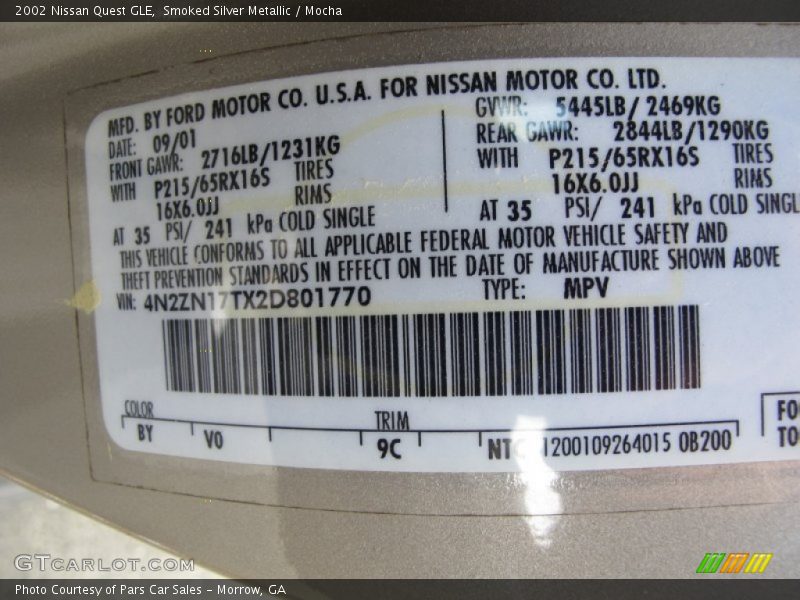 2002 Nissan Quest GLE,  Smoked Silver Metallic / Mocha
MFD. BY FORD MOTOR CO. U.S.A. FOR NISSAN MOTOR CO. LTD.
DATE: 09/01
GVWR: 5445LB/ 2469KG
FRONT GAWR: 2716LB/1231KG
REAR GAWR: 2844LB/1290KG
WITH P215/65RX16S TIRES
WITH P215/65RX16S TIRES
16X6.0JJ RIMS
16X6.0JJ RIMS
AT 35 PSI/ 241 kPa COLD SINGLE
AT 35 PSI/ 241 kPa COLD SINGL
THIS VEHICLE CONFORMS TO ALL APPLICABLE FEDERAL MOTOR VEHICLE SAFETY AND
THEFT PREVENTION STANDARDS IN EFFECT ON THE DATE OF MANUFACTURE SHOWN ABOVE
VIN: 4N2ZN17TX2D801770 TYPE: MPV
COLOR TRIM
BY V0 9C NTC 1200109264015 0B200
FO
TO
GTCARLOT.COM
Photo Courtesy of Pars Car Sales - Morrow, GA